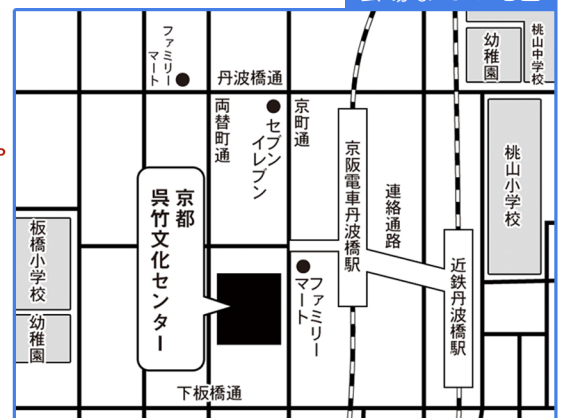 ファミリー
マート
丹波橋通
幼稚園
桃山中学校
両替町通
セブン
イレブン
京町通
京阪電車丹波橋駅
連絡通路
桃山小学校
京都
呉竹文化センター
板橋小学校
幼稚園
ファミリー
マート
近鉄丹波橋駅
下板橋通